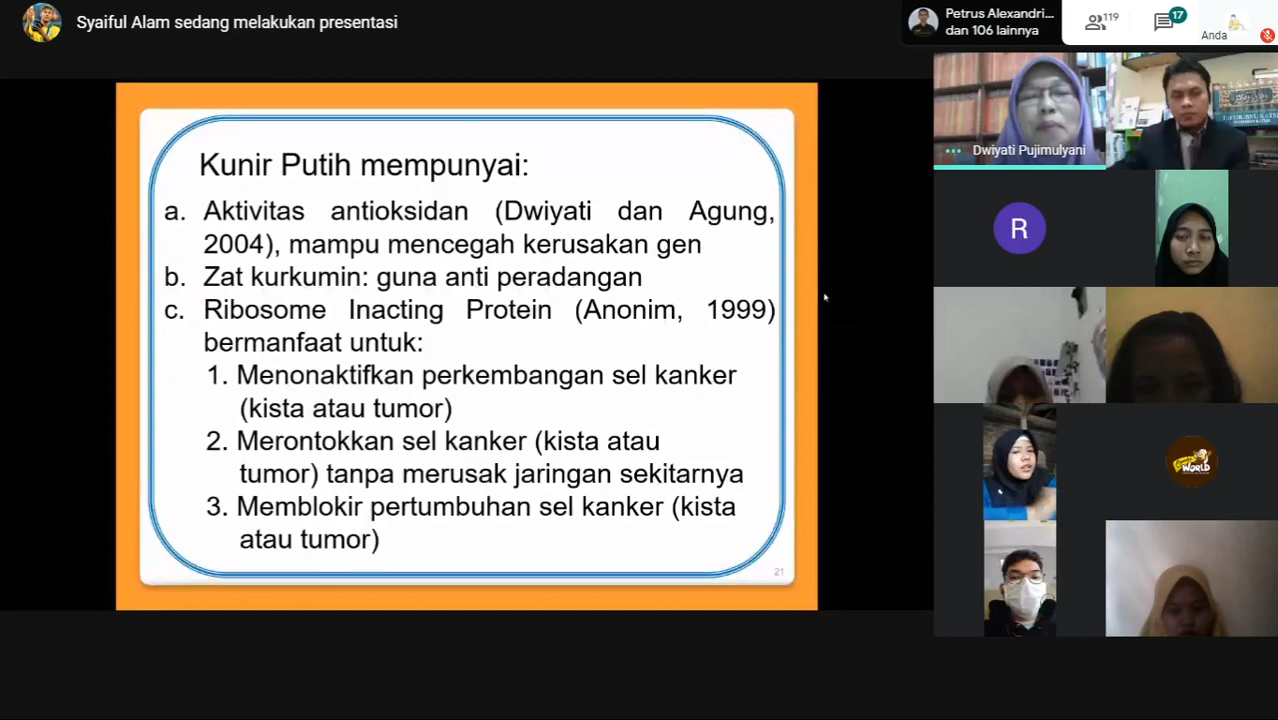 Syaiful Alam sedang melakukan presentasi
Petrus Alexandri...
dan 106 lainnya
119
17
Anda
Kunir Putih mempunyai:
a. Aktivitas antioksidan (Dwiyati dan Agung,
2004), mampu mencegah kerusakan gen
b. Zat kurkumin: guna anti peradangan
c. Ribosome Inacting Protein (Anonim, 1999)
bermanfaat untuk:
1. Menonaktifkan perkembangan sel kanker
(kista atau tumor)
2. Merontokkan sel kanker (kista atau
tumor) tanpa merusak jaringan sekitarnya
3. Memblokir pertumbuhan sel kanker (kista
atau tumor)
21
Dwiyati Pujimulyani
R
WORLD